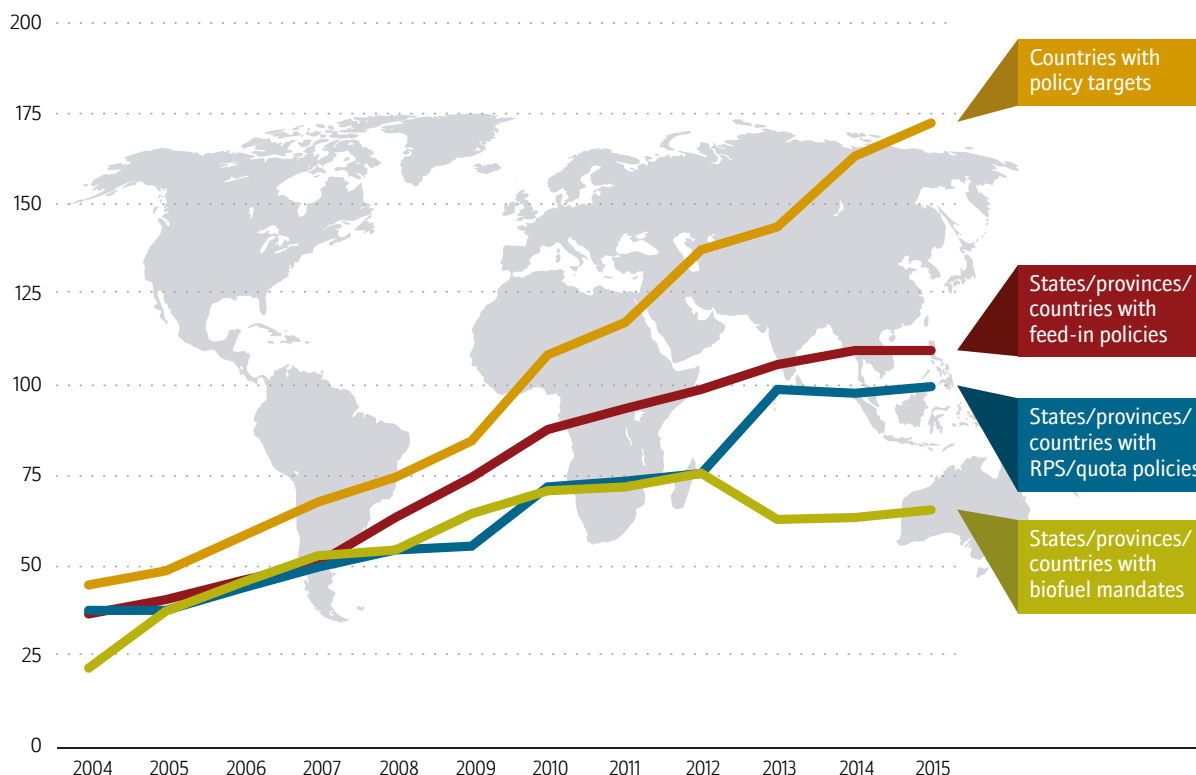 200
175
150
125
100
75
50
25
0
2004 2005 2006 2007 2008 2009 2010 2011 2012 2013 2014 2015
Countries with
policy targets
States/provinces/
countries with
feed-in policies
States/provinces/
countries with
RPS/quota policies
States/provinces/
countries with
biofuel mandates